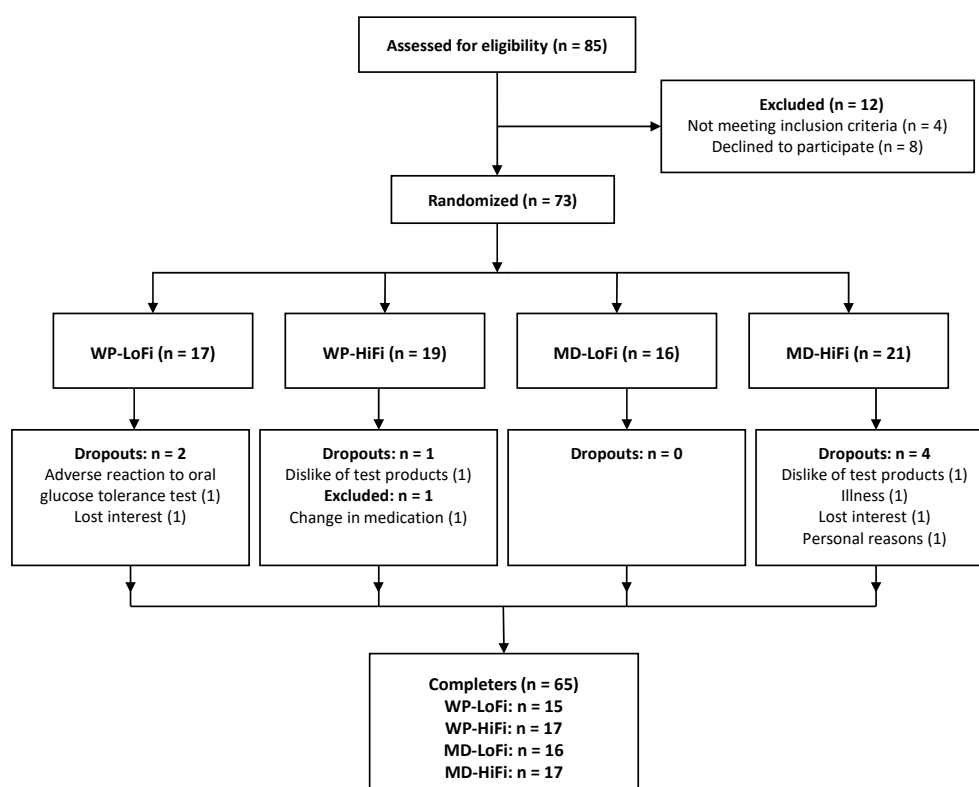 Assessed for eligibility (n = 85)
Excluded (n = 12)
Not meeting inclusion criteria (n = 4)
Declined to participate (n = 8)
Randomized (n = 73)
WP-LoFi (n = 17)
WP-HiFi (n = 19)
MD-LoFi (n = 16)
MD-HiFi (n = 21)
Dropouts: n = 2
Adverse reaction to oral
glucose tolerance test (1)
Lost interest (1)
Dropouts: n = 1
Dislike of test products (1)
Excluded: n = 1
Change in medication (1)
Dropouts: n = 0
Dropouts: n = 4
Dislike of test products (1)
Illness (1)
Lost interest (1)
Personal reasons (1)
Completers (n = 65)
WP-LoFi: n = 15
WP-HiFi: n = 17
MD-LoFi: n = 16
MD-HiFi: n = 17